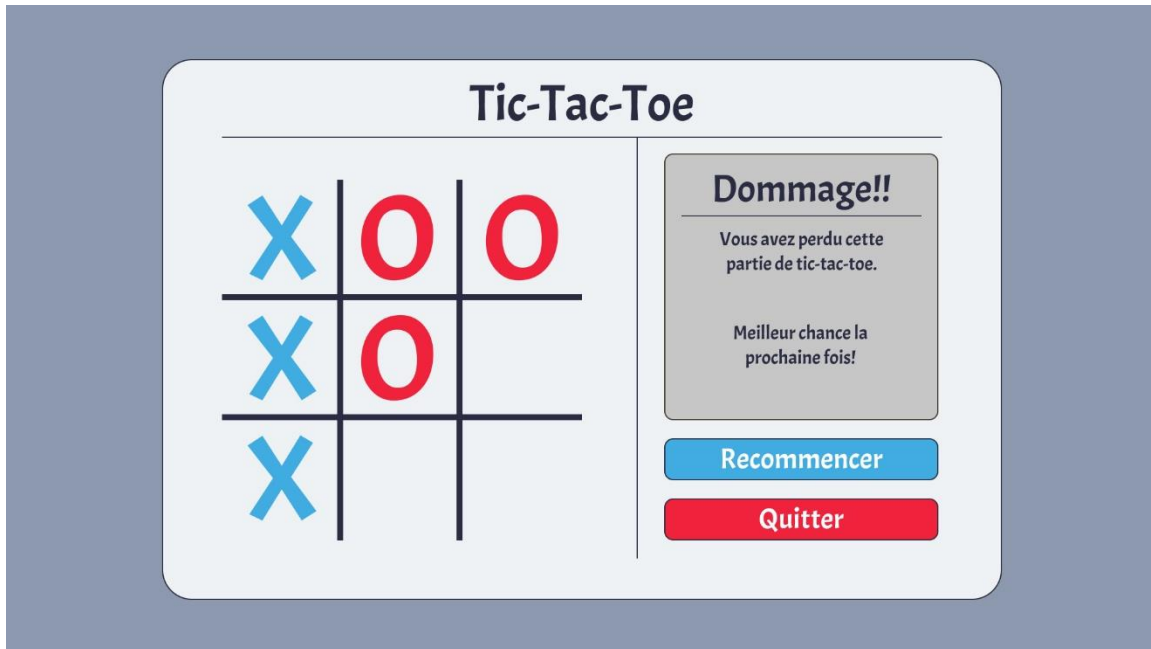 Tic-Tac-Toe
X O O
X O
X
Dommage!!
Vous avez perdu cette
partie de tic-tac-toe.
Meilleur chance la
prochaine fois!
Recommencer
Quitter